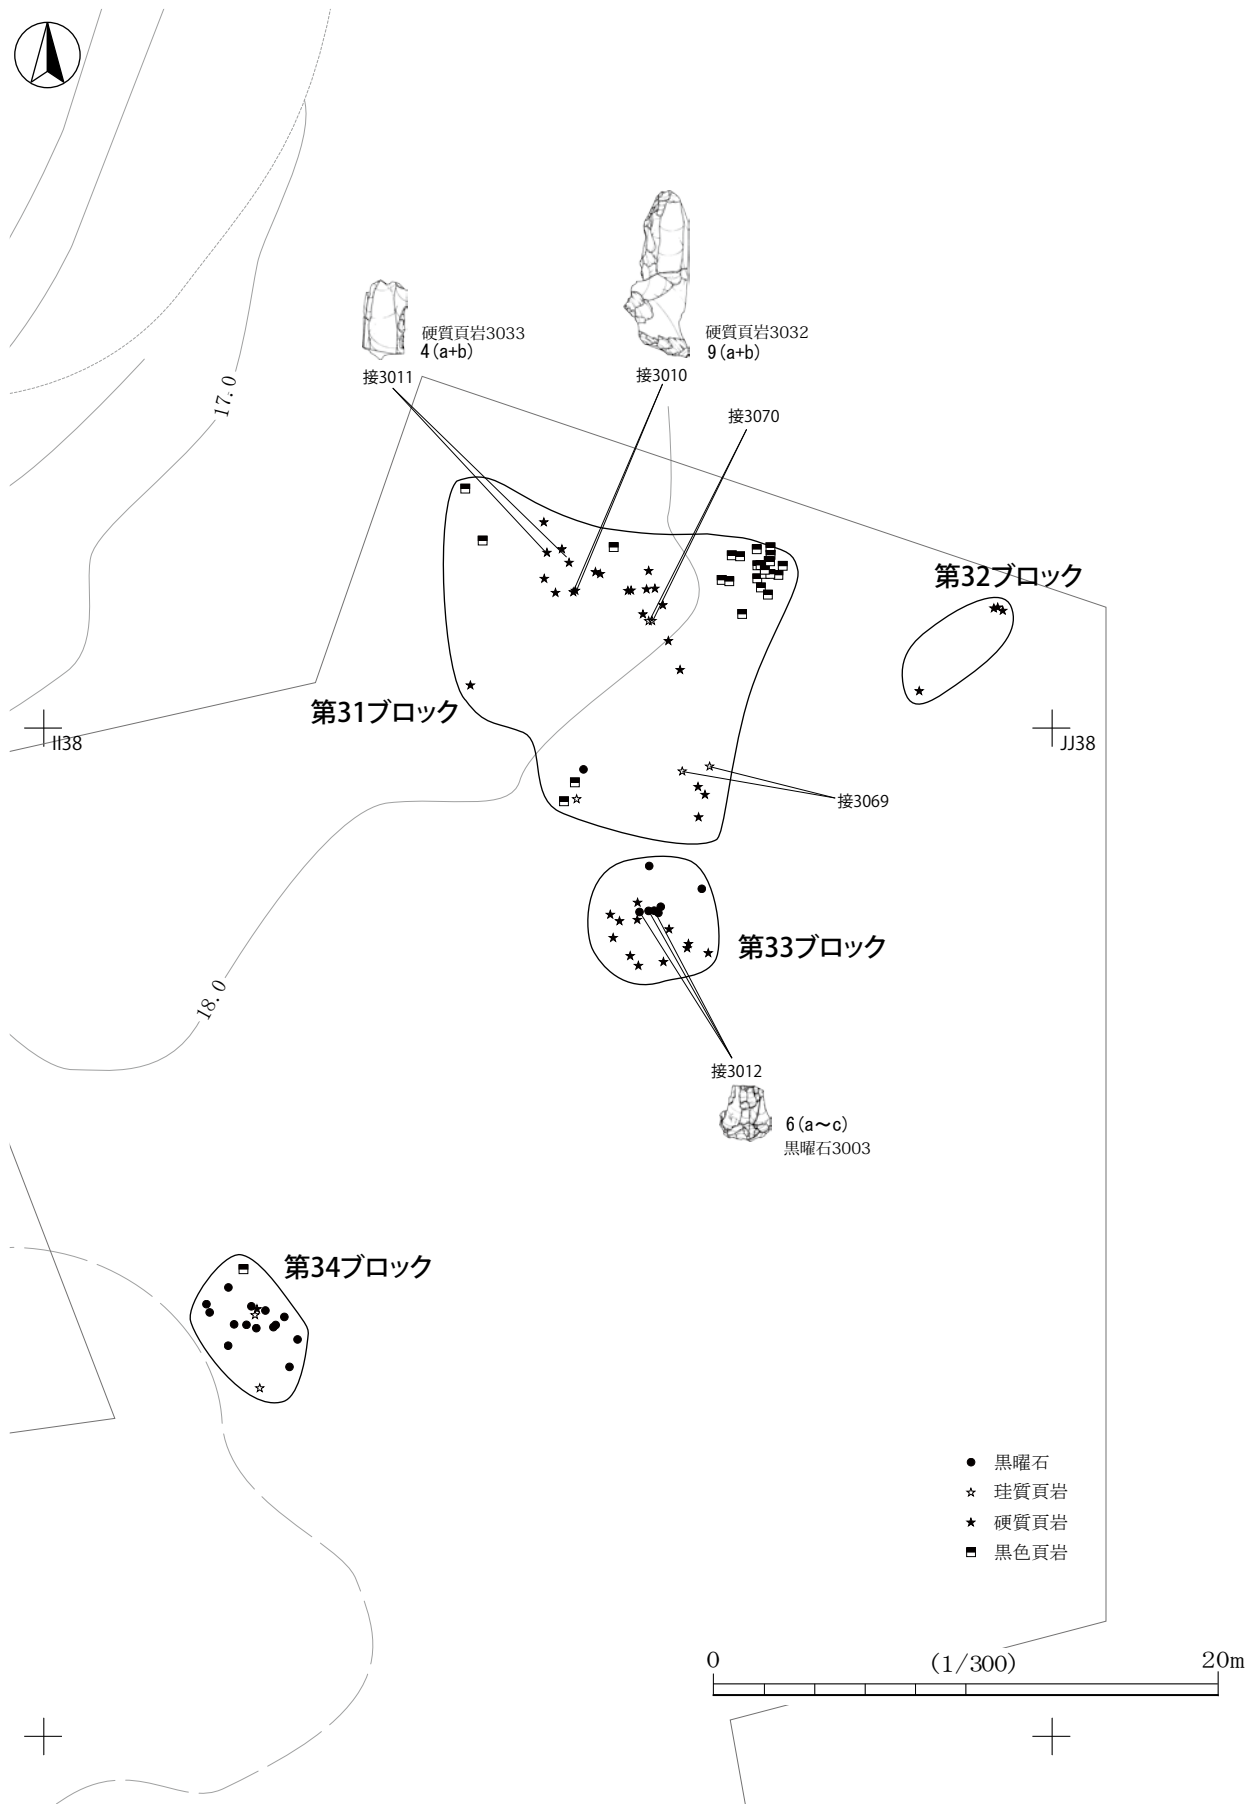 硬質頁岩3033
4(a+b)
接3011
硬質頁岩3032
9(a+b)
接3010
接3070
17.0
第32ブロック
第31ブロック
II38
JJ38
接3069
第33ブロック
18.0
接3012
6(a～c)
黒曜石3003
第34ブロック
黒曜石
珪質頁岩
硬質頁岩
黒色頁岩
0 (1/300) 20m